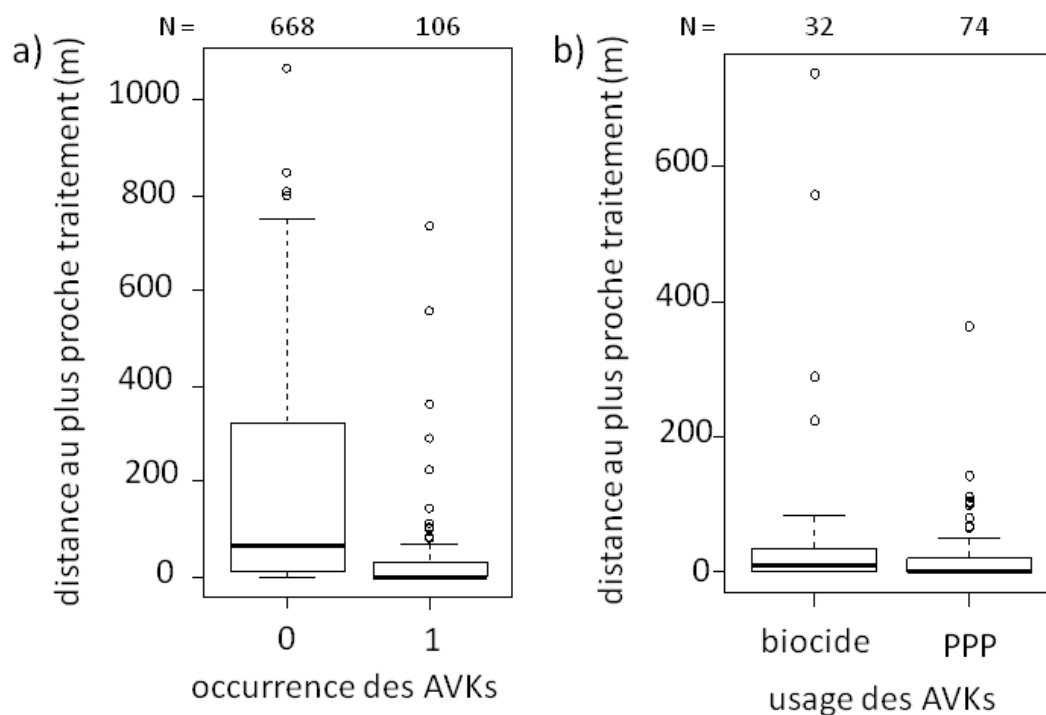 a)
N = 668 106
distance au plus proche traitement (m)
1000
800
600
400
200
0
0 1
occurrence des AVKs
b)
N = 32 74
distance au plus proche traitement (m)
600
400
200
0
biocide PPP
usage des AVKs